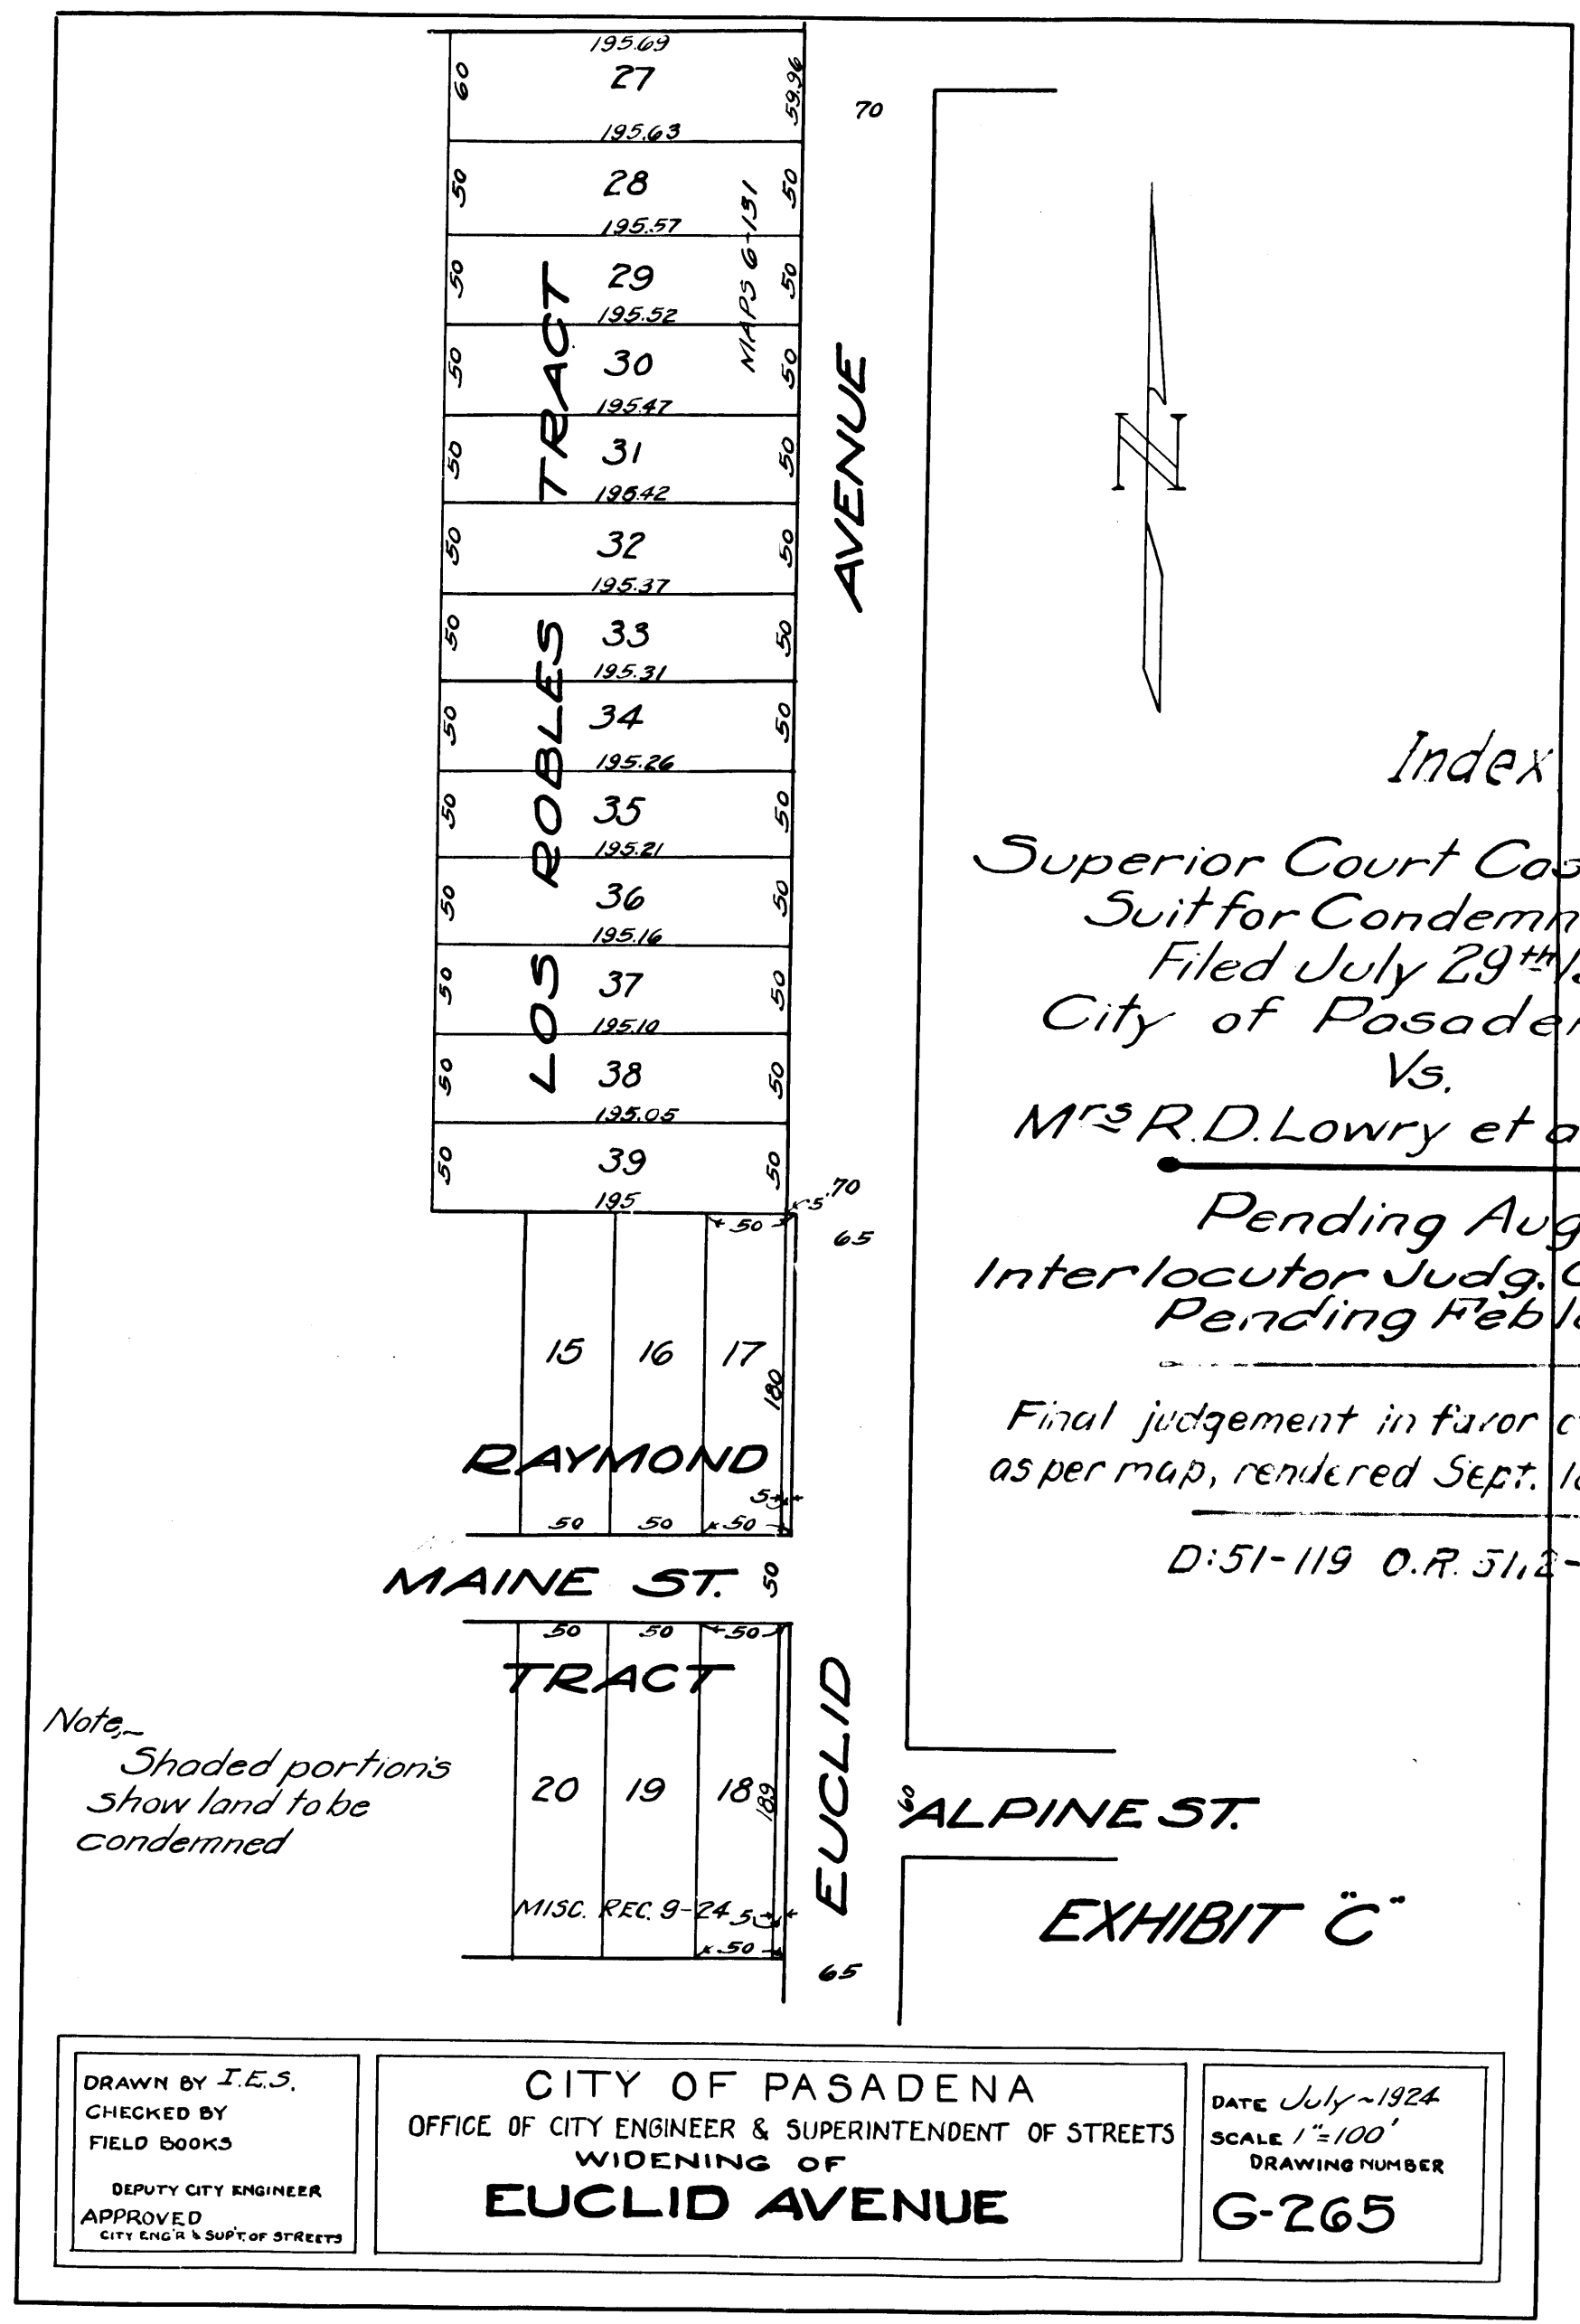 195.69
27
60
59.96
70
195.63
28
50
50
195.57
MAPS 6-131
29
50
50
195.52
30
50
50
195.47
31
50
50
195.42
32
50
50
195.37
33
50
50
195.31
34
50
50
195.26
35
50
50
195.21
36
50
50
195.16
37
50
50
195.10
38
50
50
195.05
39
50
50
195
LOS ROBLES TRACT
AVENUE
N
Index
Superior Court Cas
Suit for Condemn
Filed July 29th 1
City of Pasader
Vs.
Mrs R.D. Lowry et a
Pending Aug
Interlocutor Judg.
Pending Feb 1
Final judgement in favor
as per map, rendered Sept. 1
D:51-119 O.R. 5112-
5
70
50
65
15
16
17
180
RAYMOND
5
50
50
50
MAINE ST.
50
50
50
50
TRACT
20
19
18
189
MISC. REC. 9-24
5
50
65
EUCLID
60
ALPINE ST.
EXHIBIT "C"
Note,~
Shaded portion's
show land to be
condemned
DRAWN BY I.E.S.
CHECKED BY
FIELD BOOKS
DEPUTY CITY ENGINEER
APPROVED
CITY ENG'R & SUP'T. OF STREETS
CITY OF PASADENA
OFFICE OF CITY ENGINEER & SUPERINTENDENT OF STREETS
WIDENING OF
EUCLID AVENUE
DATE July ~ 1924
SCALE 1"=100'
DRAWING NUMBER
G-265